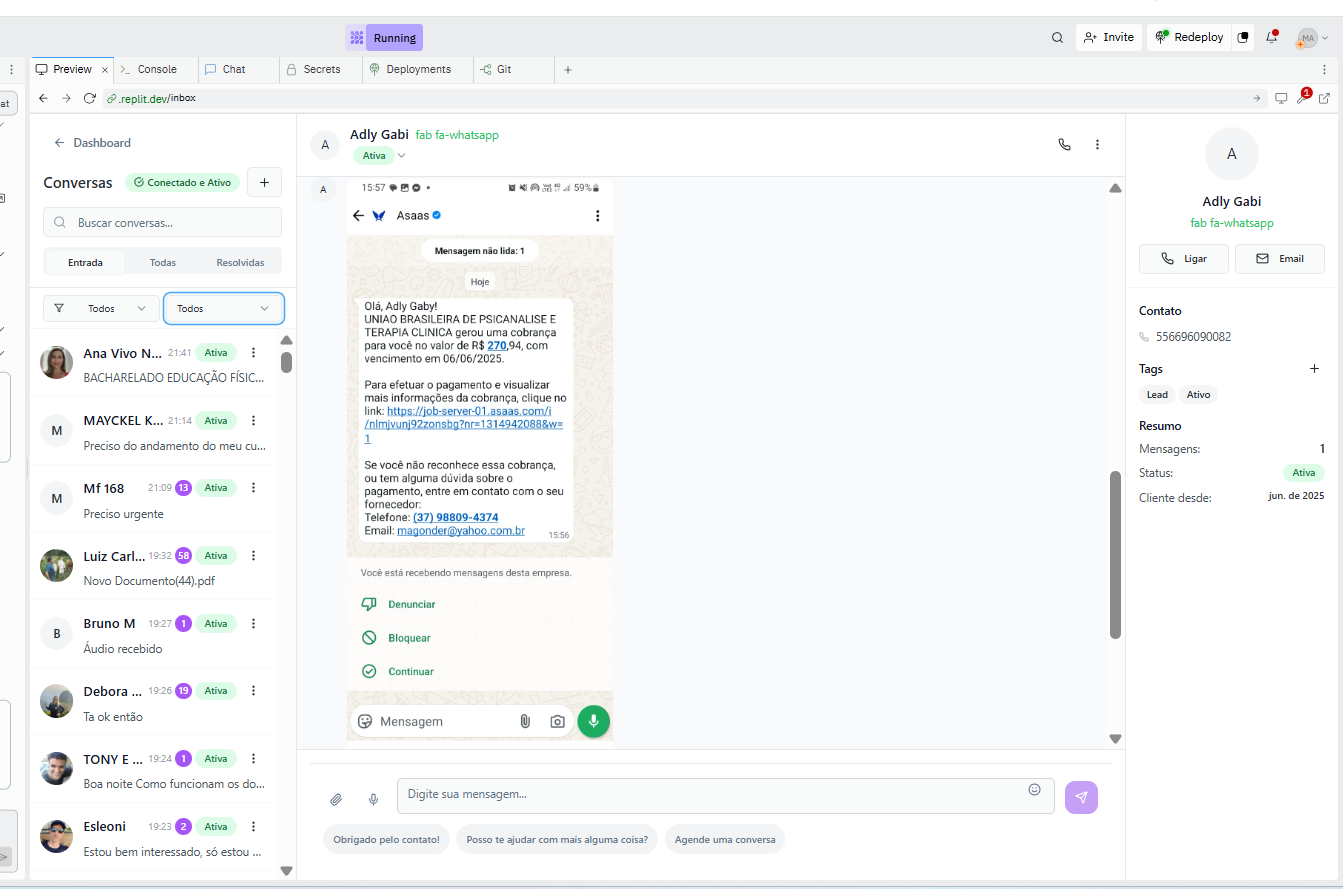 Running
Invite
Redeploy
MA
Preview
Console
Chat
Secrets
Deployments
Git
at
.replit.dev/inbox
1
Dashboard
Conversas
Conectado e Ativo
Buscar conversas...
Entrada
Todas
Resolvidas
Todos
Todos
Ana Vivo N... 21:41 Ativa
BACHARELADO EDUCAÇÃO FÍSIC...
M
MAYCKEL K... 21:14 Ativa
Preciso do andamento do meu cu...
M
Mf 168 21:09 13 Ativa
Preciso urgente
Luiz Carl... 19:32 58 Ativa
Novo Documento(44).pdf
B
Bruno M 19:27 1 Ativa
Áudio recebido
Debora ... 19:26 19 Ativa
Ta ok então
TONY E ... 19:24 1 Ativa
Boa noite Como funcionam os do...
Esleoni 19:23 2 Ativa
Estou bem interessado, só estou ...
A
Adly Gabi fab fa-whatsapp
Ativa
A
15:57 59%
Asaas
Mensagem não lida: 1
Hoje
Olá, Adly Gaby!
UNIAO BRASILEIRA DE PSICANALISE E
TERAPIA CLINICA gerou uma cobrança
para você no valor de R$ 270,94, com
vencimento em 06/06/2025.
Para efetuar o pagamento e visualizar
mais informações da cobrança, clique no
link: https://job-server-01.asaas.com/i
/nlmjvunj92zonsbg?nr=1314942088&w=
1
Se você não reconhece essa cobrança,
ou tem alguma dúvida sobre o
pagamento, entre em contato com o seu
fornecedor:
Telefone: (37) 98809-4374
Email: magonder@yahoo.com.br
15:56
Você está recebendo mensagens desta empresa.
Denunciar
Bloquear
Continuar
Mensagem
Digite sua mensagem...
Obrigado pelo contato!
Posso te ajudar com mais alguma coisa?
Agende uma conversa
A
Adly Gabi
fab fa-whatsapp
Ligar
Email
Contato
556696090082
Tags
Lead
Ativo
Resumo
Mensagens: 1
Status: Ativa
Cliente desde: jun. de 2025